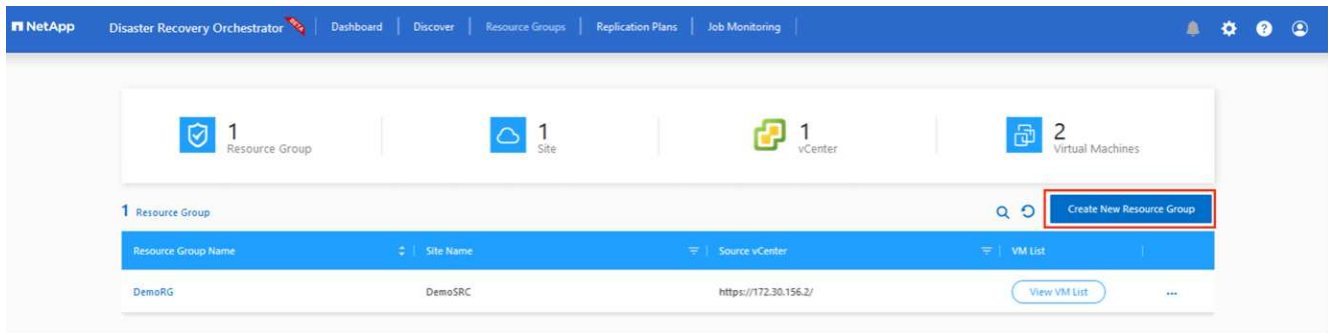 NetApp Disaster Recovery Orchestrator Dashboard Discover Resource Groups Replication Plans Job Monitoring
1 1 1 2
Resource Group Site vCenter Virtual Machines
1 Resource Group Create New Resource Group
Resource Group Name Site Name Source vCenter VM List
DemoRG DemoSRC https://172.30.156.2/ View VM List ...